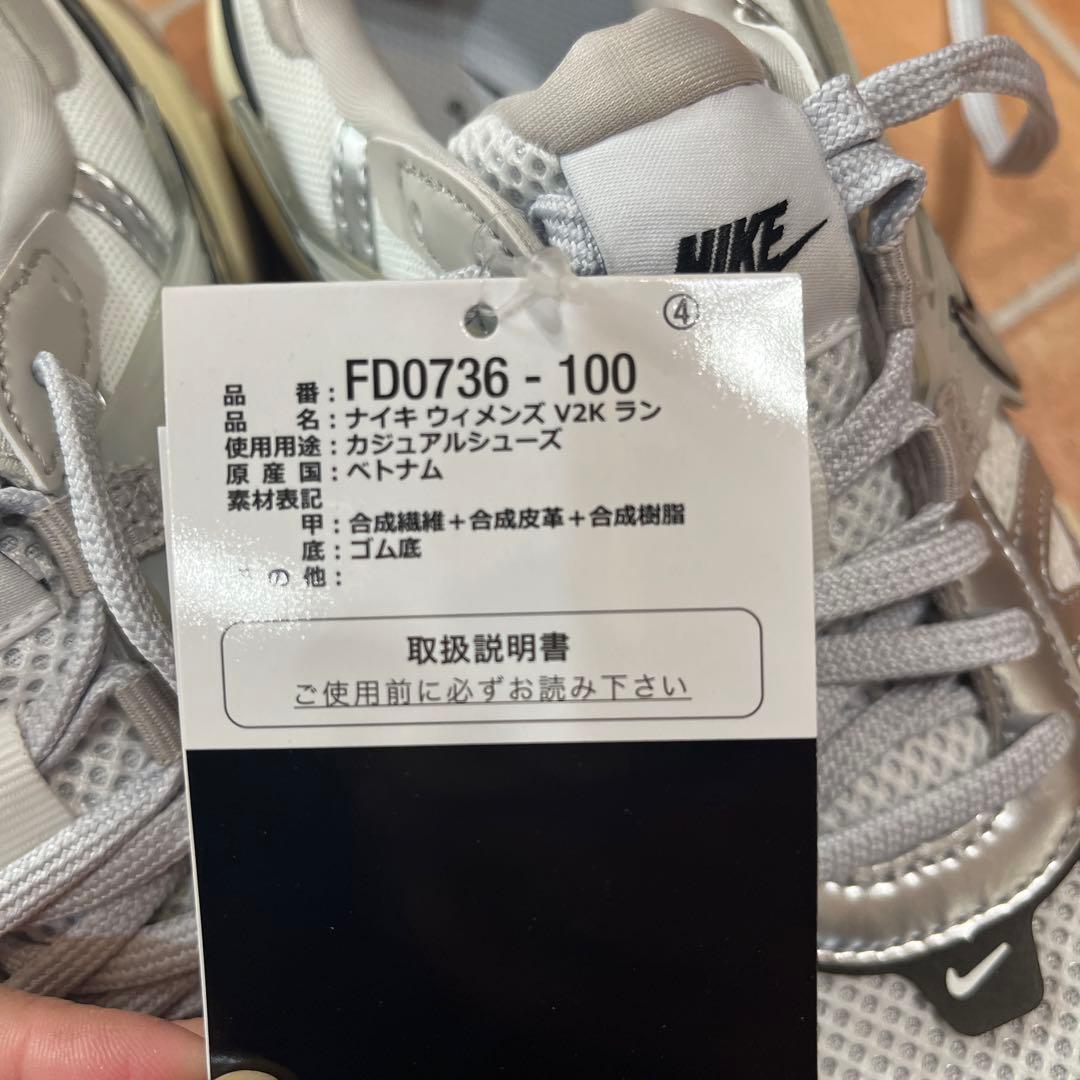 NIKE
④
品 番：FD0736 - 100
品 名：ナイキ ウィメンズ V2K ラン
使用用途：カジュアルシューズ
原 産 国：ベトナム
素材表記
甲：合成繊維＋合成皮革＋合成樹脂
底：ゴム底
その他：
取扱説明書
ご使用前に必ずお読み下さい